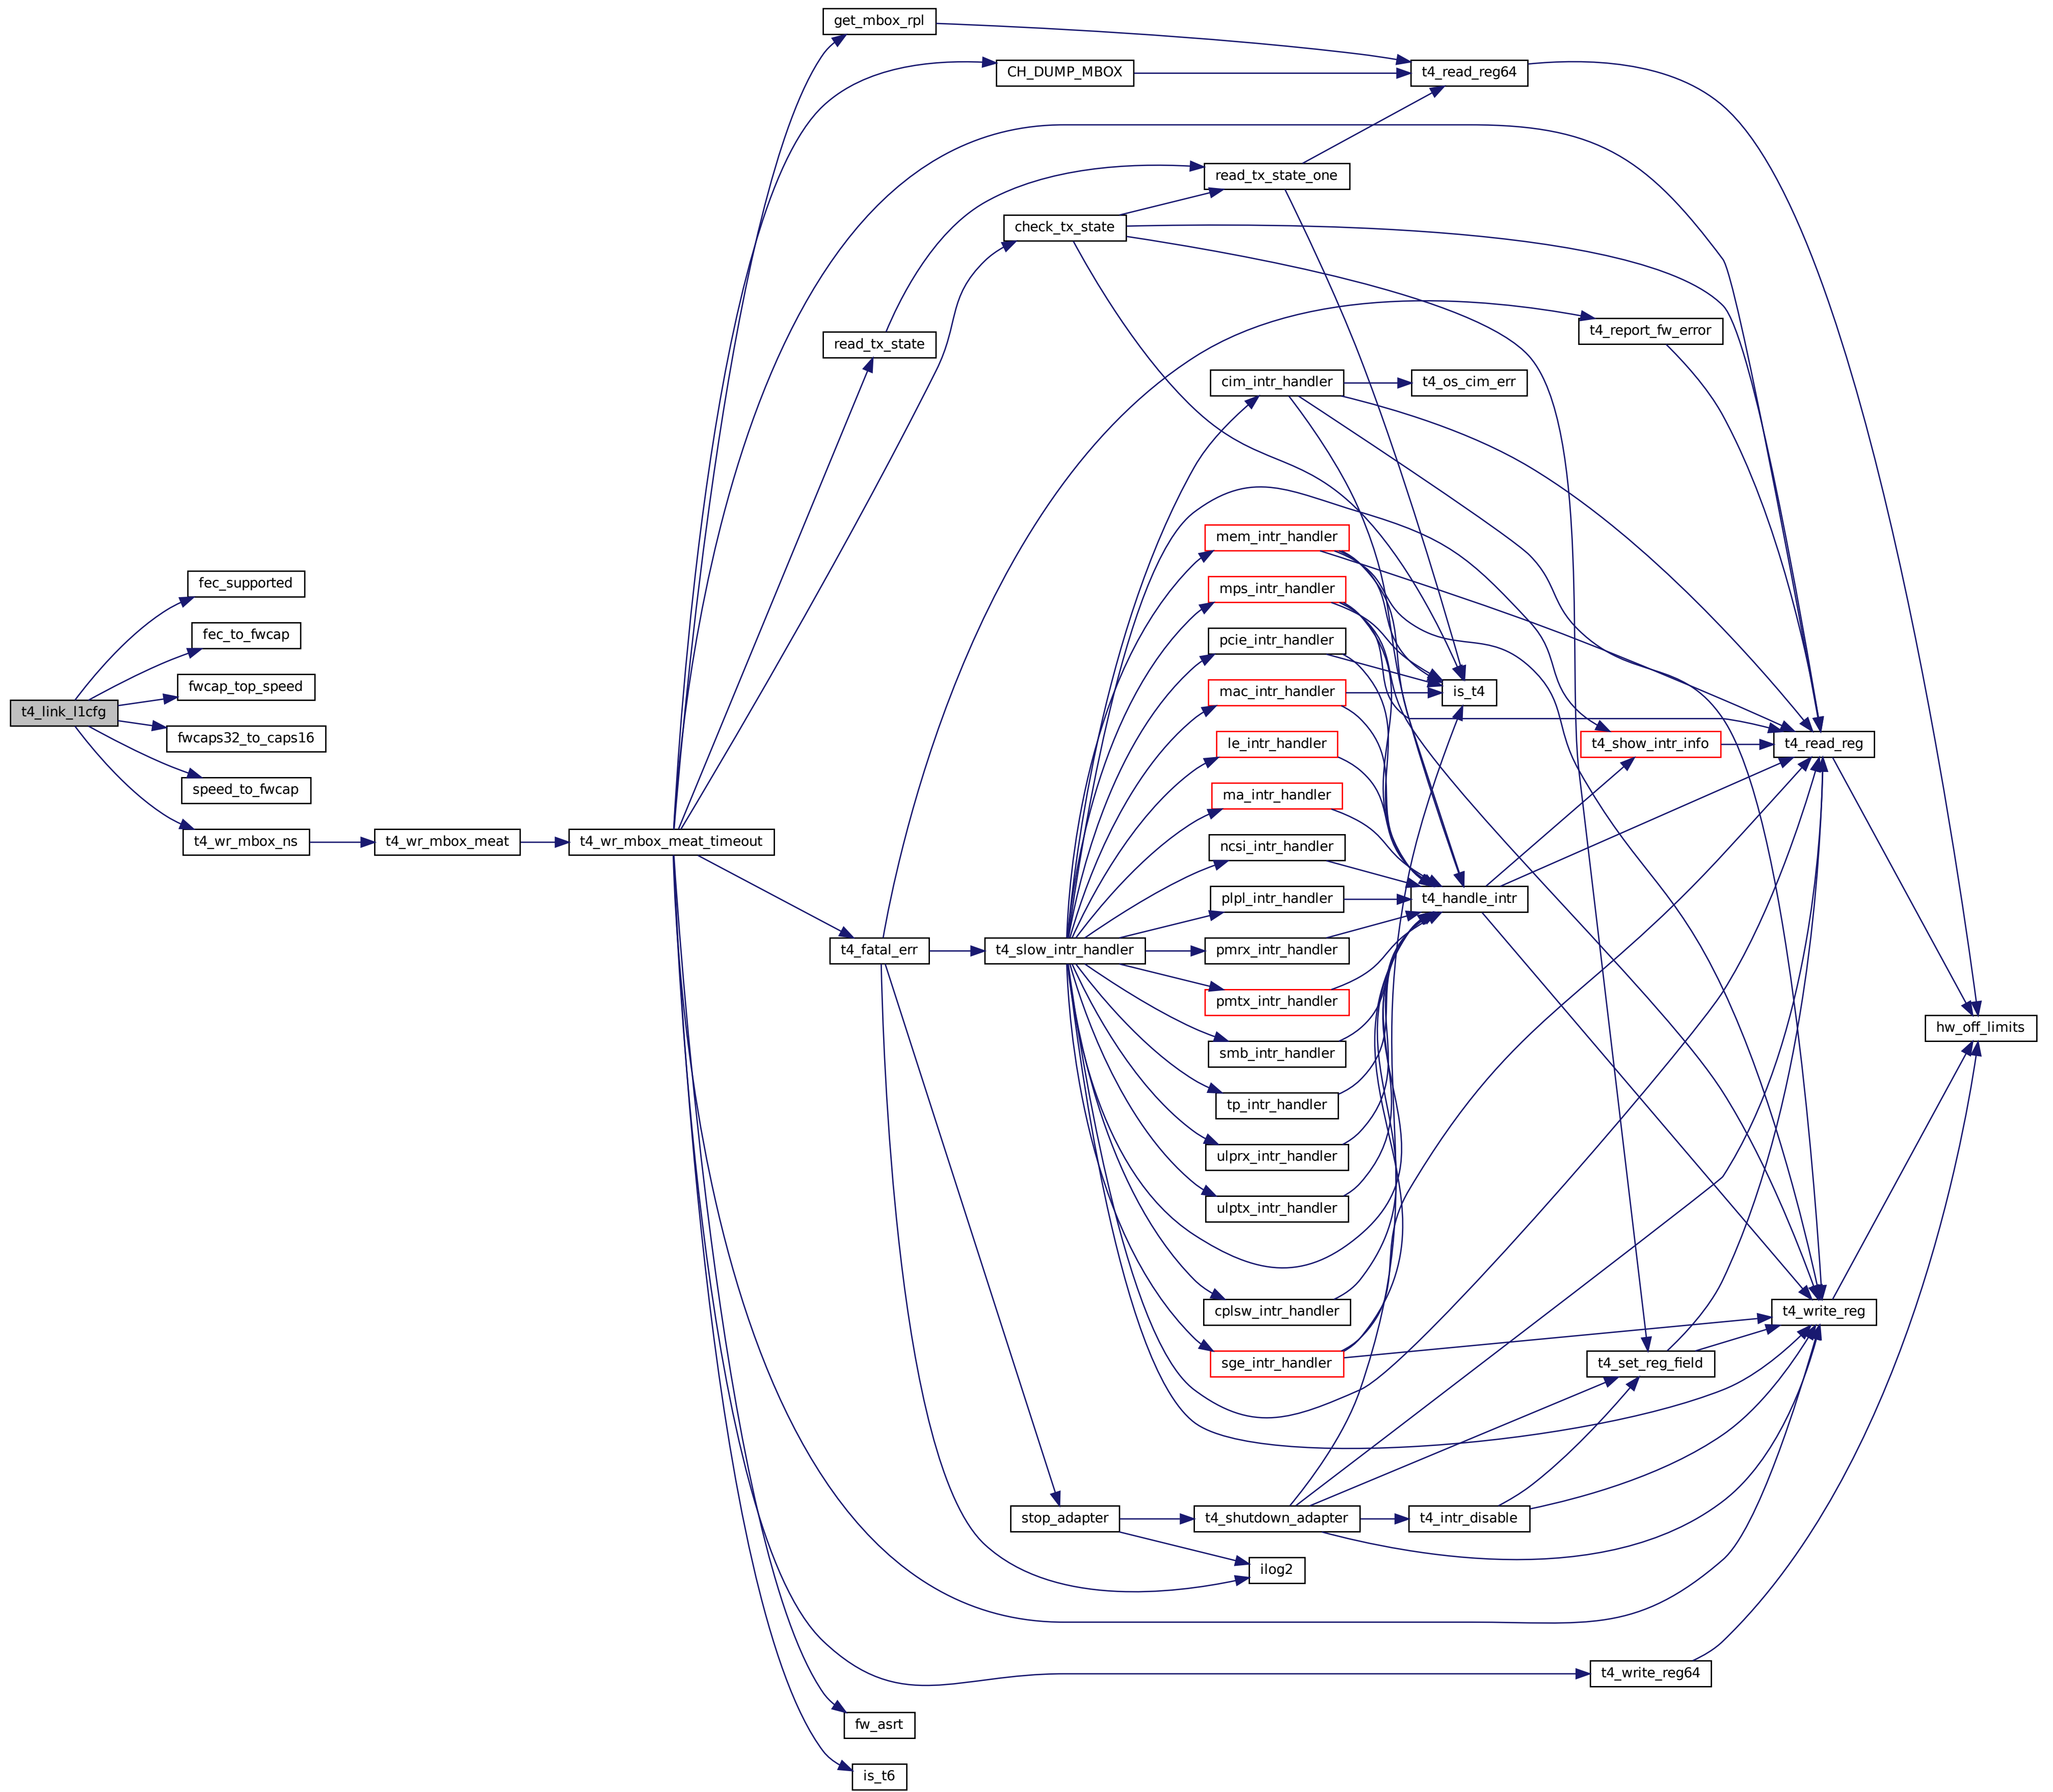 get_mbox_rpl
CH_DUMP_MBOX
t4_read_reg64
read_tx_state_one
check_tx_state
t4_report_fw_error
read_tx_state
cim_intr_handler
t4_os_cim_err
mem_intr_handler
fec_supported
mps_intr_handler
fec_to_fwcap
pcie_intr_handler
fwcap_top_speed
mac_intr_handler
is_t4
t4_link_l1cfg
fwcaps32_to_caps16
le_intr_handler
t4_show_intr_info
t4_read_reg
speed_to_fwcap
ma_intr_handler
t4_wr_mbox_ns
t4_wr_mbox_meat
t4_wr_mbox_meat_timeout
ncsi_intr_handler
plpl_intr_handler
t4_handle_intr
t4_fatal_err
t4_slow_intr_handler
pmrx_intr_handler
pmtx_intr_handler
hw_off_limits
smb_intr_handler
tp_intr_handler
ulprx_intr_handler
ulptx_intr_handler
cplsw_intr_handler
t4_write_reg
sge_intr_handler
t4_set_reg_field
stop_adapter
t4_shutdown_adapter
t4_intr_disable
ilog2
t4_write_reg64
fw_asrt
is_t6